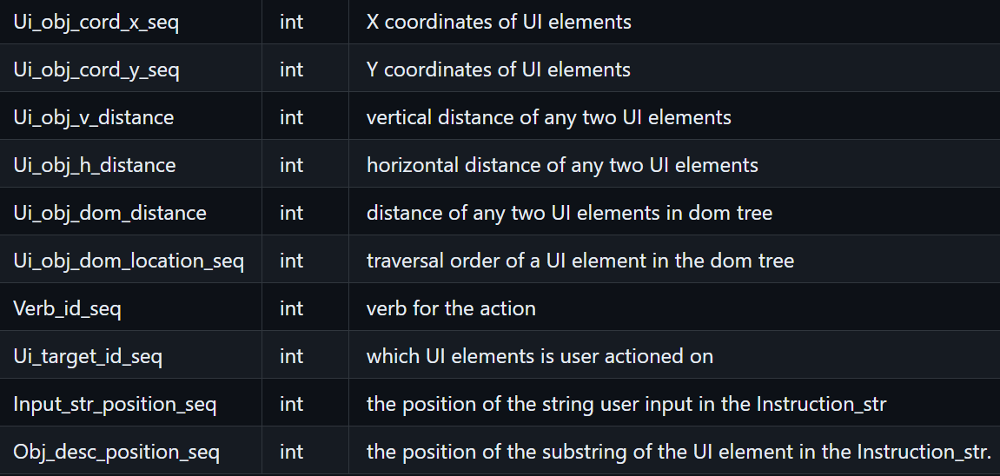 Ui_obj_cord_x_seq int X coordinates of UI elements
Ui_obj_cord_y_seq int Y coordinates of UI elements
Ui_obj_v_distance int vertical distance of any two UI elements
Ui_obj_h_distance int horizontal distance of any two UI elements
Ui_obj_dom_distance int distance of any two UI elements in dom tree
Ui_obj_dom_location_seq int traversal order of a UI element in the dom tree
Verb_id_seq int verb for the action
Ui_target_id_seq int which UI elements is user actioned on
Input_str_position_seq int the position of the string user input in the Instruction_str
Obj_desc_position_seq int the position of the substring of the UI element in the Instruction_str.